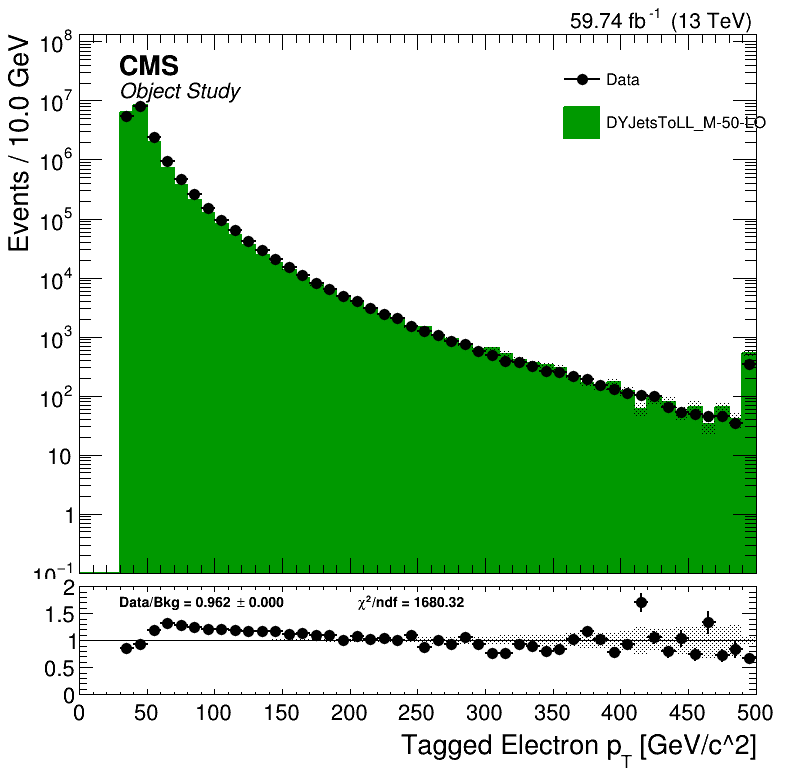 59.74 fb⁻¹ (13 TeV)
Events / 10.0 GeV
CMS
Object Study
Data
DYJetsToLL_M-50-LO
10⁸
10⁷
10⁶
10⁵
10⁴
10³
10²
10
1
10⁻¹
Data/Bkg = 0.962 ± 0.000
χ²/ndf = 1680.32
2
1.5
1
0.5
0
0 50 100 150 200 250 300 350 400 450 500
Tagged Electron p_T [GeV/c^2]